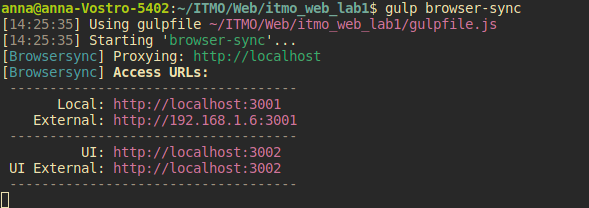 anna@anna-Vostro-5402:~/ITMO/Web/itmo_web_lab1$ gulp browser-sync
[14:25:35] Using gulpfile ~/ITMO/Web/itmo_web_lab1/gulpfile.js
[14:25:35] Starting 'browser-sync'...
[Browsersync] Proxying: http://localhost
[Browsersync] Access URLs:
------------------------------------
Local: http://localhost:3001
External: http://192.168.1.6:3001
------------------------------------
UI: http://localhost:3002
UI External: http://localhost:3002
------------------------------------